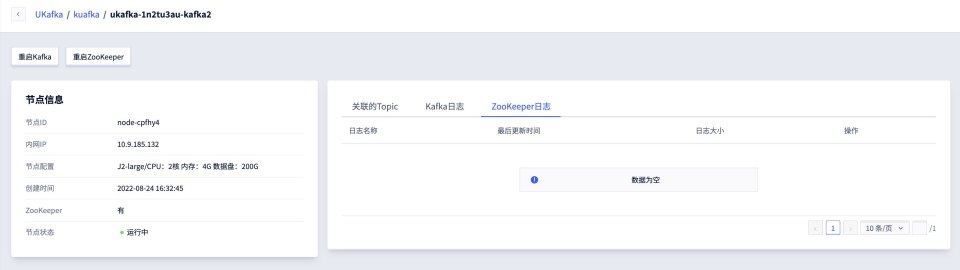 UKafka / kuafka / ukafka-1n2tu3au-kafka2
重启Kafka 重启ZooKeeper
节点信息
节点ID node-cpfhy4
内网IP 10.9.185.132
节点配置 J2-large/CPU：2核 内存：4G 数据盘：200G
创建时间 2022-08-24 16:32:45
ZooKeeper 有
节点状态 运行中
关联的Topic Kafka日志 ZooKeeper日志
日志名称 最后更新时间 日志大小 操作
数据为空
1 10 条/页 /1